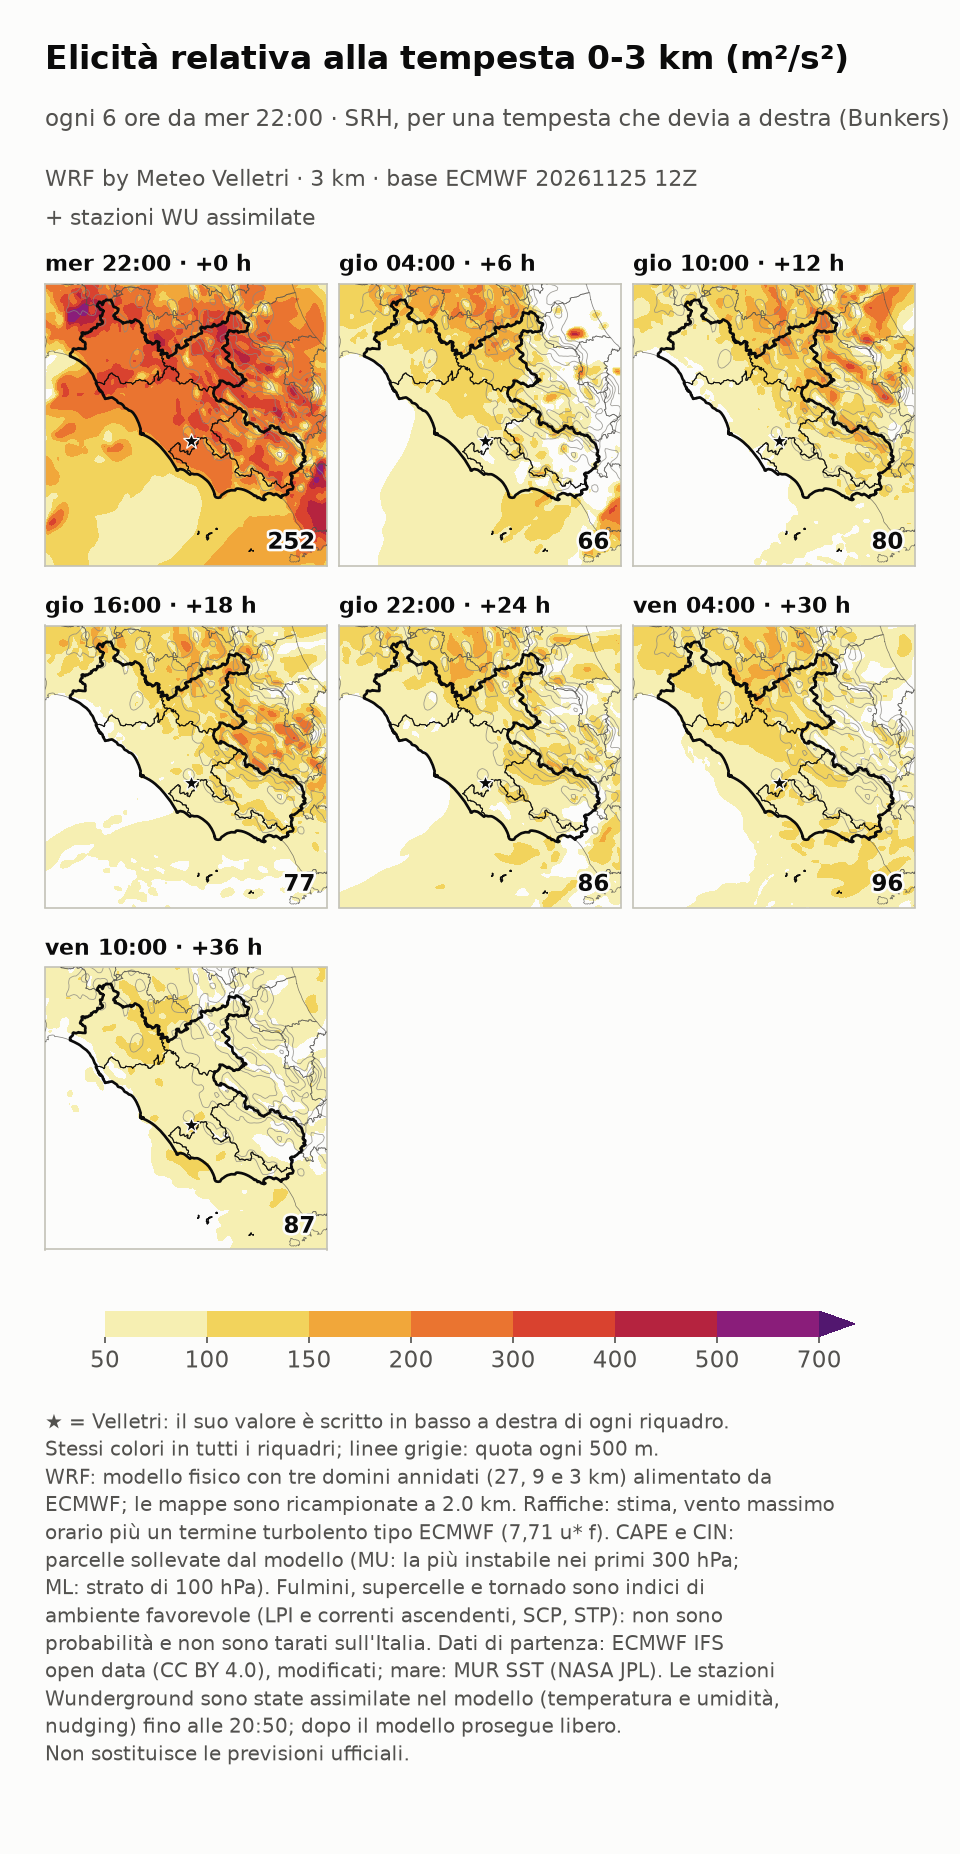 Elicità relativa alla tempesta 0-3 km (m²/s²)
ogni 6 ore da mer 22:00 · SRH, per una tempesta che devia a destra (Bunkers)
WRF by Meteo Velletri · 3 km · base ECMWF 20261125 12Z
+ stazioni WU assimilate
mer 22:00 · +0 h
gio 04:00 · +6 h
gio 10:00 · +12 h
252
66
80
gio 16:00 · +18 h
gio 22:00 · +24 h
ven 04:00 · +30 h
77
86
96
ven 10:00 · +36 h
87
50 100 150 200 300 400 500 700
★ = Velletri: il suo valore è scritto in basso a destra di ogni riquadro.
Stessi colori in tutti i riquadri; linee grigie: quota ogni 500 m.
WRF: modello fisico con tre domini annidati (27, 9 e 3 km) alimentato da
ECMWF; le mappe sono ricampionate a 2.0 km. Raffiche: stima, vento massimo
orario più un termine turbolento tipo ECMWF (7,71 u* f). CAPE e CIN:
parcelle sollevate dal modello (MU: la più instabile nei primi 300 hPa;
ML: strato di 100 hPa). Fulmini, supercelle e tornado sono indici di
ambiente favorevole (LPI e correnti ascendenti, SCP, STP): non sono
probabilità e non sono tarati sull'Italia. Dati di partenza: ECMWF IFS
open data (CC BY 4.0), modificati; mare: MUR SST (NASA JPL). Le stazioni
Wunderground sono state assimilate nel modello (temperatura e umidità,
nudging) fino alle 20:50; dopo il modello prosegue libero.
Non sostituisce le previsioni ufficiali.